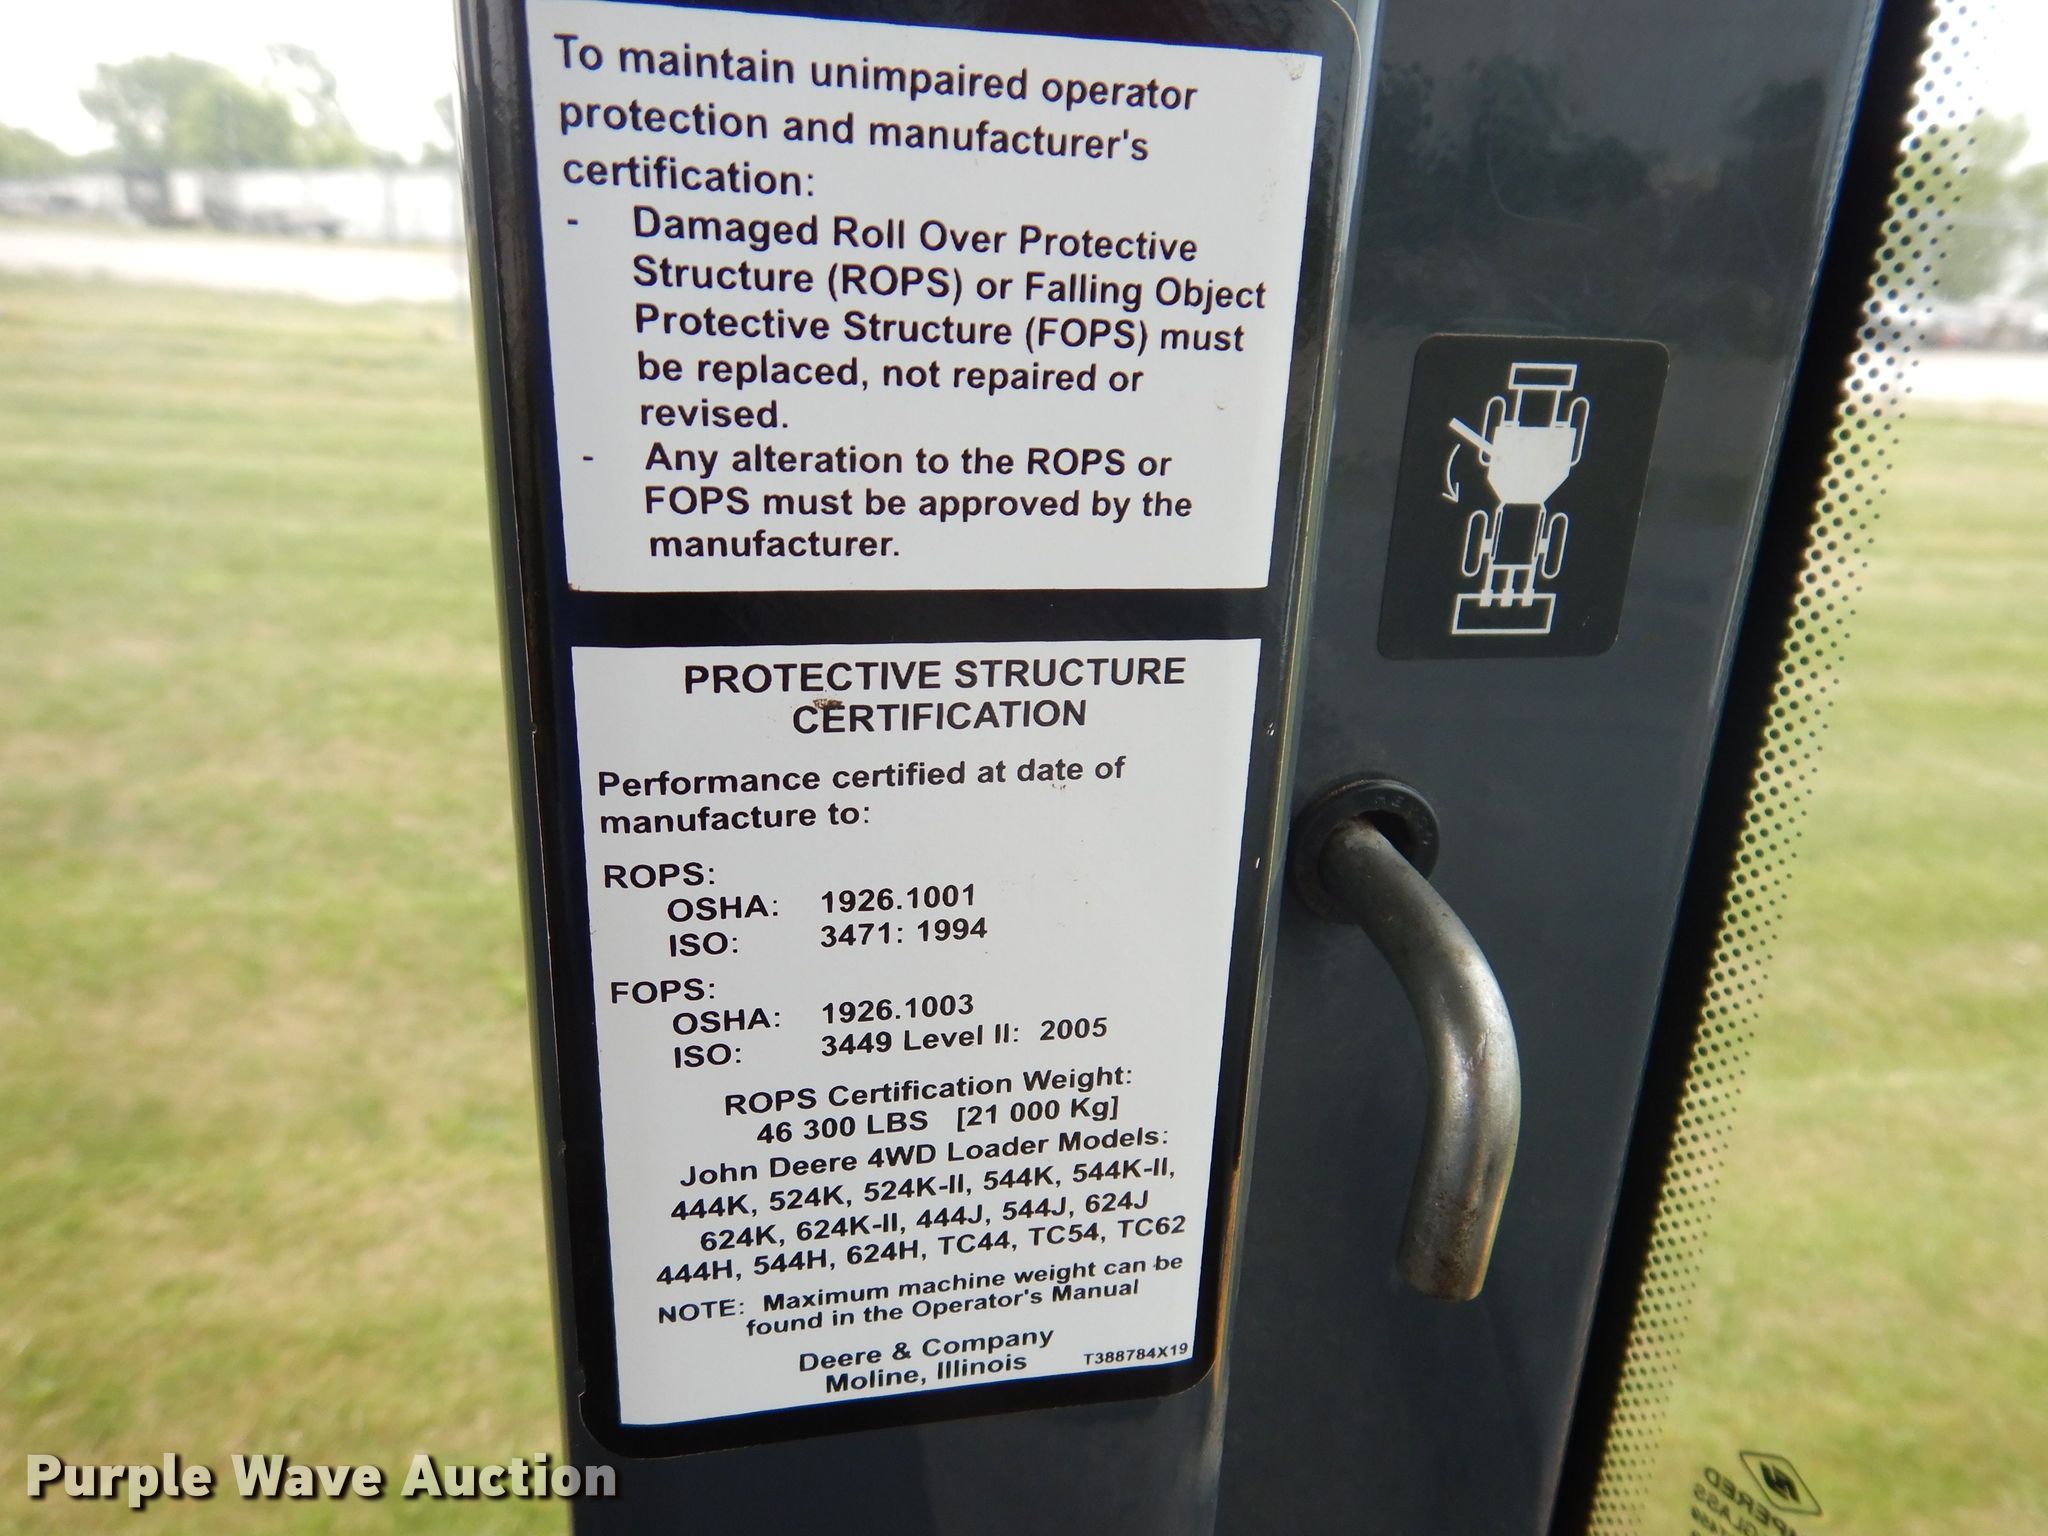 To maintain unimpaired operator
protection and manufacturer's
certification:
- Damaged Roll Over Protective
Structure (ROPS) or Falling Object
Protective Structure (FOPS) must
be replaced, not repaired or
revised.
- Any alteration to the ROPS or
FOPS must be approved by the
manufacturer.
PROTECTIVE STRUCTURE
CERTIFICATION
Performance certified at date of
manufacture to:
ROPS:
OSHA: 1926.1001
ISO: 3471: 1994
FOPS:
OSHA: 1926.1003
ISO: 3449 Level II: 2005
ROPS Certification Weight:
46 300 LBS [21 000 Kg]
John Deere 4WD Loader Models:
444K, 524K, 524K-II, 544K, 544K-II,
624K, 624K-II, 444J, 544J, 624J
444H, 544H, 624H, TC44, TC54, TC62
NOTE: Maximum machine weight can be
found in the Operator's Manual
Deere & Company
Moline, Illinois
T388784X19
Purple Wave Auction